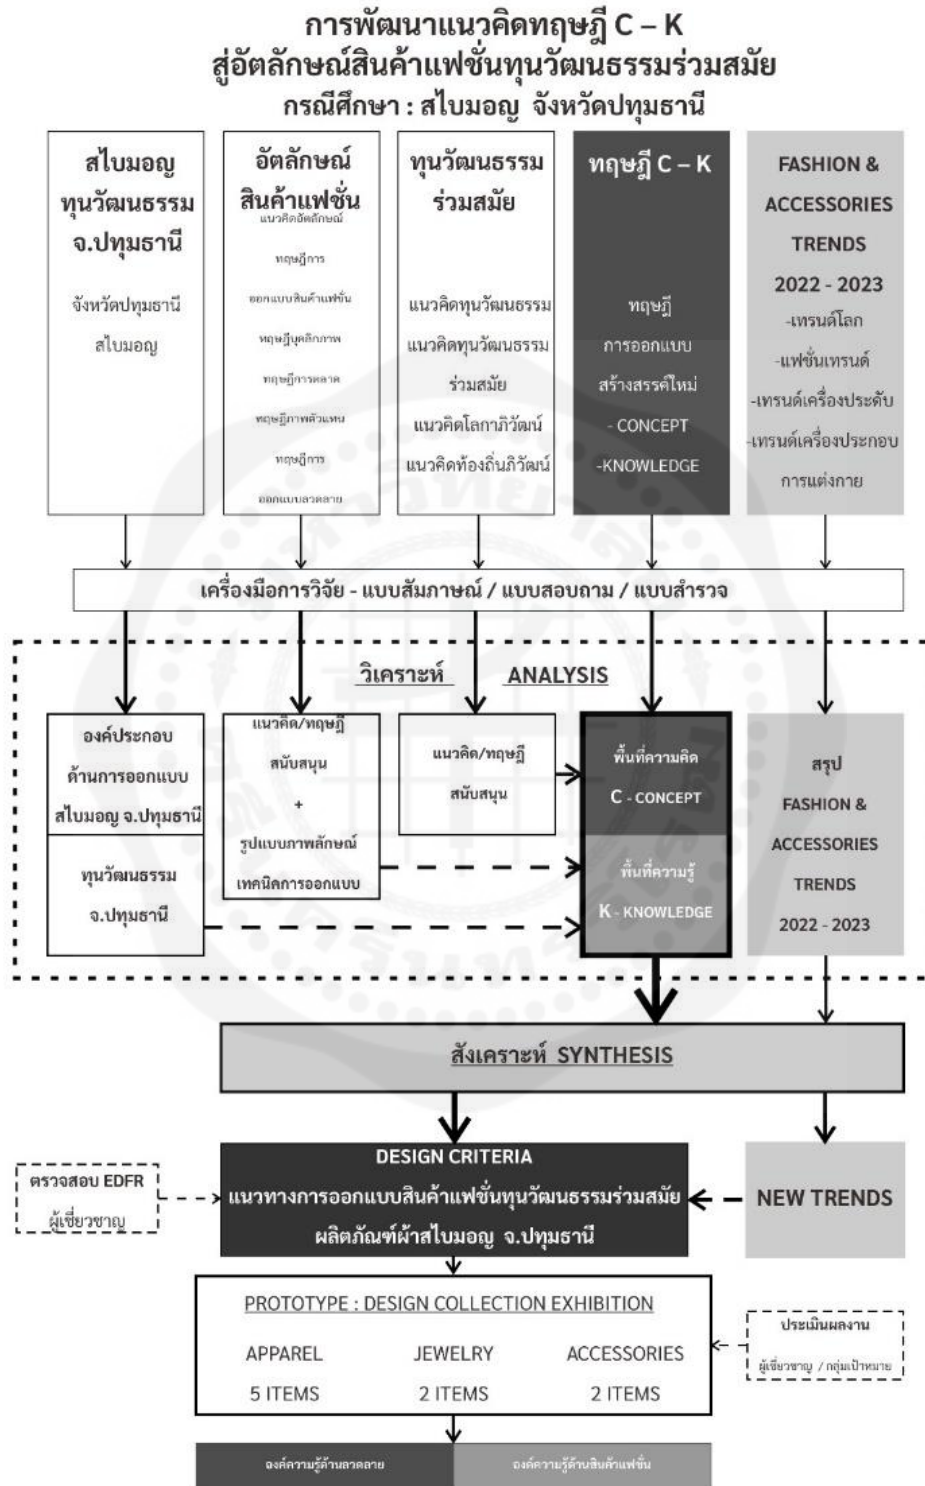 การพัฒนาแนวคิดทฤษฎี C – K
สู่อัตลักษณ์สินค้าแฟชั่นทุนวัฒนธรรมร่วมสมัย
กรณีศึกษา : สไบมอญ จังหวัดปทุมธานี
สไบมอญ
ทุนวัฒนธรรม
จ.ปทุมธานี
จังหวัดปทุมธานี
สไบมอญ
อัตลักษณ์
สินค้าแฟชั่น
แนวคิดอัตลักษณ์
ทฤษฎีการ
ออกแบบสินค้าแฟชั่น
ทฤษฎีบุคลิกภาพ
ทฤษฎีการตลาด
ทฤษฎีภาพตัวแทน
ทฤษฎีการ
ออกแบบลวดลาย
ทุนวัฒนธรรม
ร่วมสมัย
แนวคิดทุนวัฒนธรรม
แนวคิดทุนวัฒนธรรม
ร่วมสมัย
แนวคิดโลกาภิวัฒน์
แนวคิดท้องถิ่นภิวัฒน์
ทฤษฎี C – K
ทฤษฎี
การออกแบบ
สร้างสรรค์ใหม่
- CONCEPT
-KNOWLEDGE
FASHION &
ACCESSORIES
TRENDS
2022 - 2023
-เทรนด์โลก
-แฟชั่นเทรนด์
-เทรนด์เครื่องประดับ
-เทรนด์เครื่องประกอบ
การแต่งกาย
เครื่องมือการวิจัย - แบบสัมภาษณ์ / แบบสอบถาม / แบบสำรวจ
วิเคราะห์ ANALYSIS
องค์ประกอบ
ด้านการออกแบบ
สไบมอญ จ.ปทุมธานี
ทุนวัฒนธรรม
จ.ปทุมธานี
แนวคิด/ทฤษฎี
สนับสนุน
+
รูปแบบภาพลักษณ์
เทคนิคการออกแบบ
แนวคิด/ทฤษฎี
สนับสนุน
พื้นที่ความคิด
C - CONCEPT
พื้นที่ความรู้
K - KNOWLEDGE
สรุป
FASHION &
ACCESSORIES
TRENDS
2022 - 2023
มหาวิทยาลัย
ศรีนครินทรวิโรฒ
สังเคราะห์ SYNTHESIS
DESIGN CRITERIA
แนวทางการออกแบบสินค้าแฟชั่นทุนวัฒนธรรมร่วมสมัย
ผลิตภัณฑ์ผ้าสไบมอญ จ.ปทุมธานี
ตรวจสอบ EDFR
ผู้เชี่ยวชาญ
NEW TRENDS
PROTOTYPE : DESIGN COLLECTION EXHIBITION
APPAREL JEWELRY ACCESSORIES
5 ITEMS 2 ITEMS 2 ITEMS
ประเมินผลงาน
ผู้เชี่ยวชาญ / กลุ่มเป้าหมาย
องค์ความรู้ด้านลวดลาย
องค์ความรู้ด้านสินค้าแฟชั่น